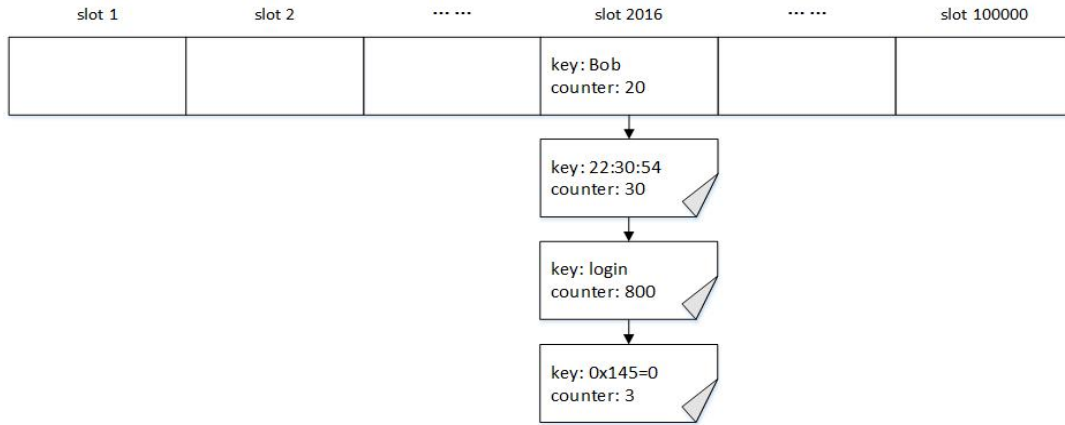 slot 1 slot 2 ... ... slot 2016 ... ... slot 100000
key: Bob
counter: 20
key: 22:30:54
counter: 30
key: login
counter: 800
key: 0x145=0
counter: 3